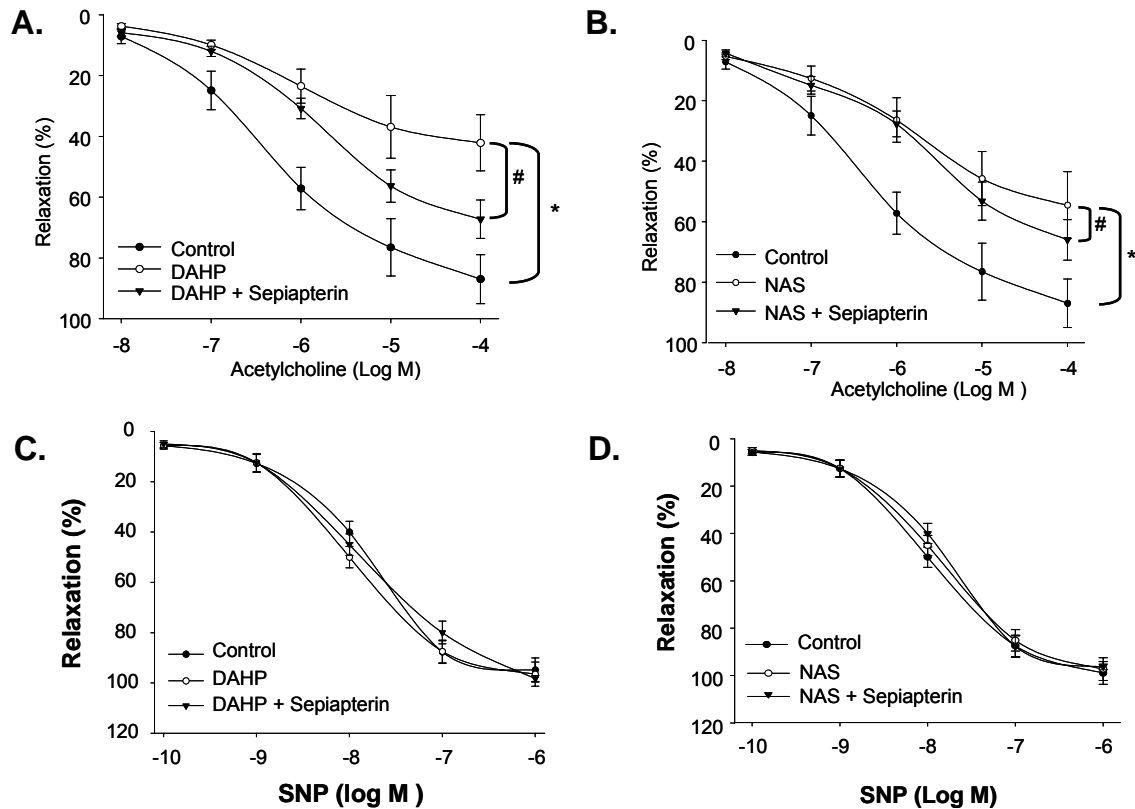 A.
0
20
40
60
80
100
Relaxation (%)
Control
DAHP
DAHP + Sepiapterin
#
*
-8 -7 -6 -5 -4
Acetylcholine (Log M)
B.
0
20
40
60
80
100
Relaxation (%)
Control
NAS
NAS + Sepiapterin
#
*
-8 -7 -6 -5 -4
Acetylcholine (Log M )
C.
0
20
40
60
80
100
120
Relaxation (%)
Control
DAHP
DAHP + Sepiapterin
-10 -9 -8 -7 -6
SNP (log M )
D.
0
20
40
60
80
100
120
Relaxation (%)
Control
NAS
NAS + Sepiapterin
-10 -9 -8 -7 -6
SNP (Log M)